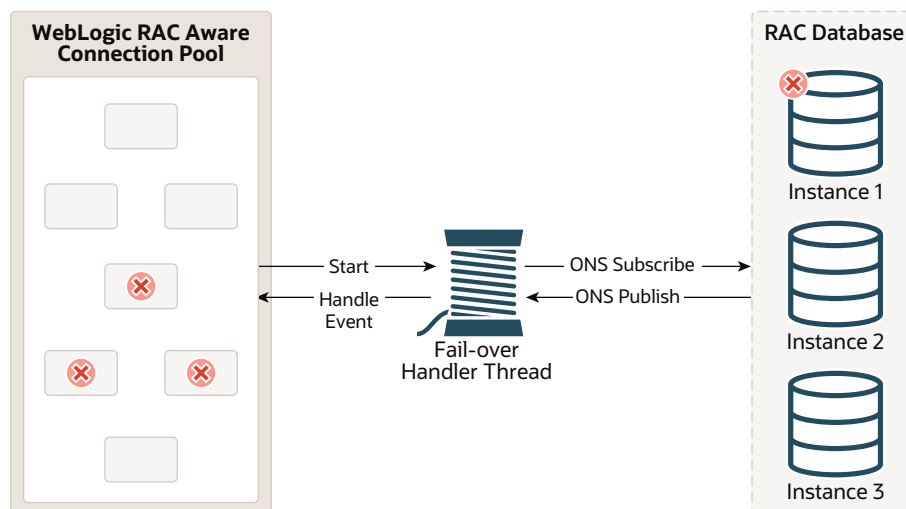 WebLogic RAC Aware
Connection Pool
Start
Handle
Event
Fail-over
Handler Thread
ONS Subscribe
ONS Publish
RAC Database
Instance 1
Instance 2
Instance 3